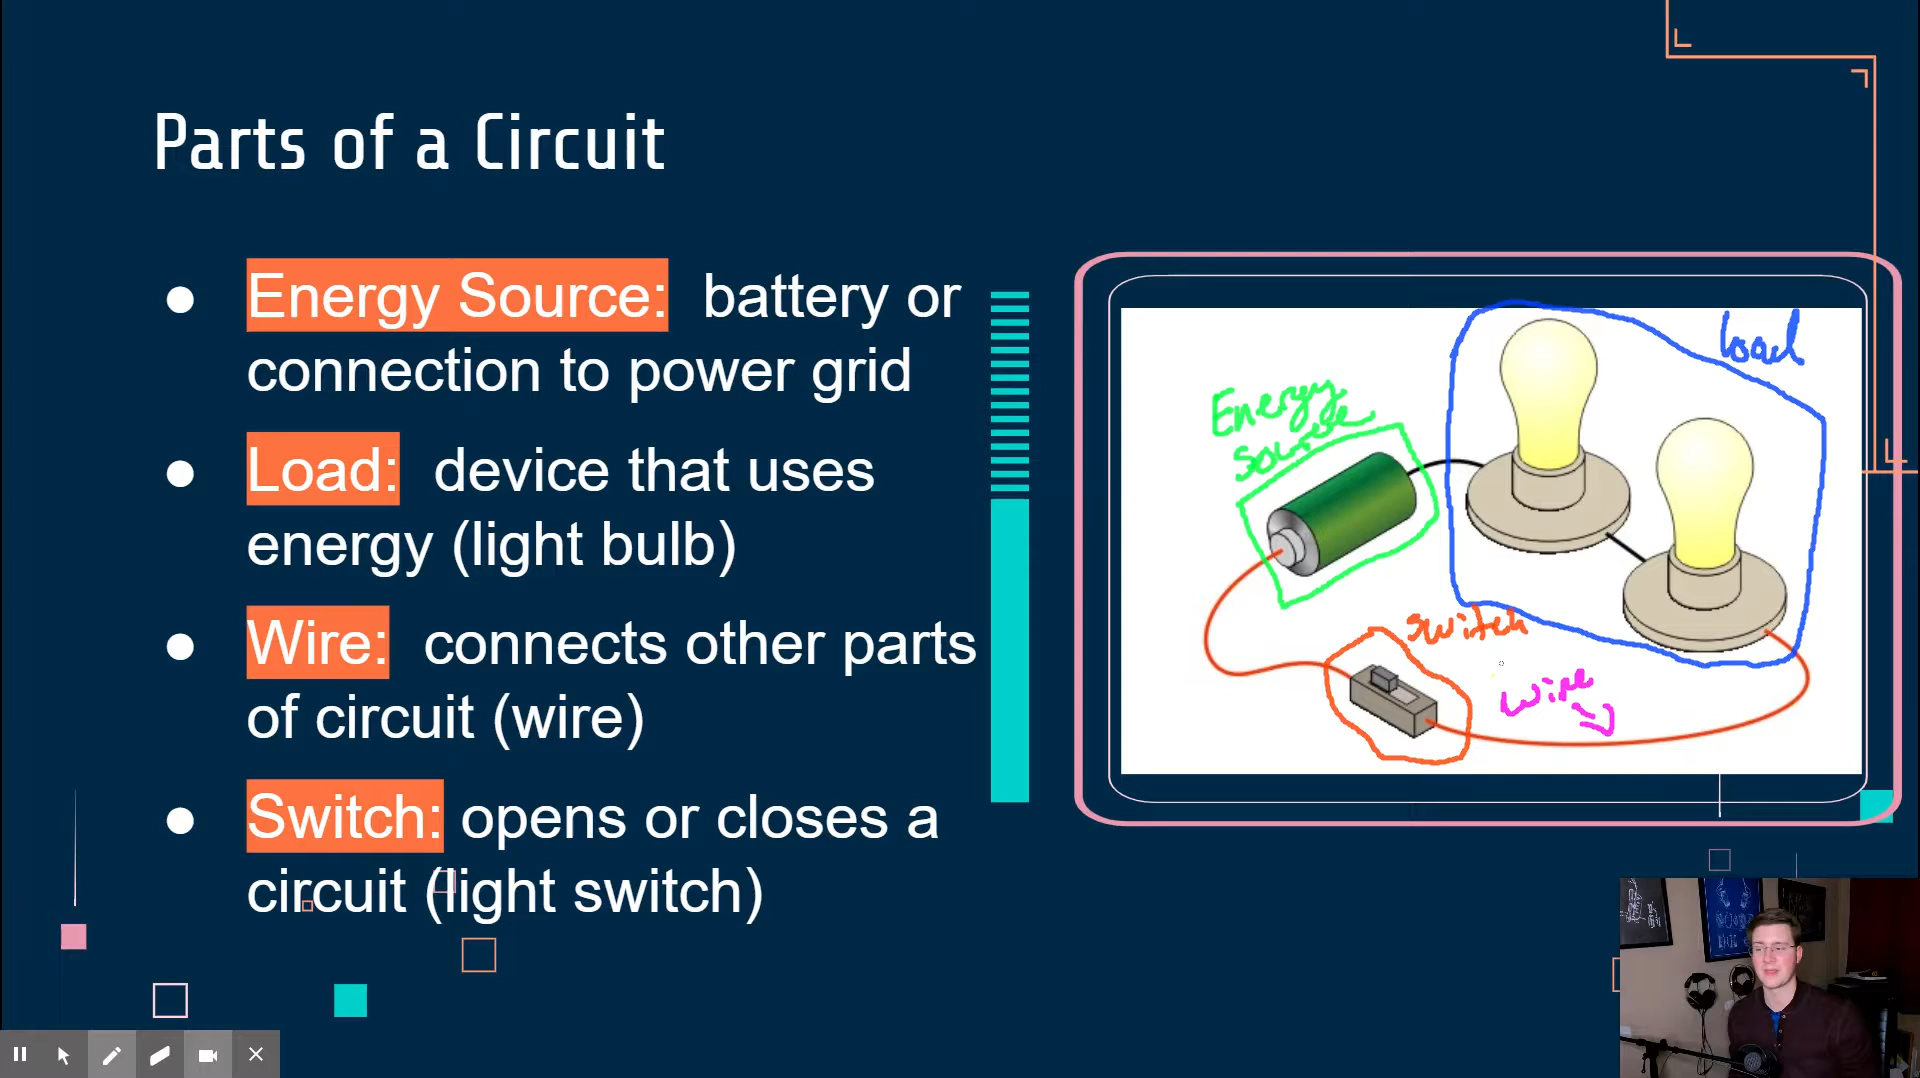 Parts of a Circuit
● Energy Source: battery or
connection to power grid
● Load: device that uses
energy (light bulb)
● Wire: connects other parts
of circuit (wire)
● Switch: opens or closes a
circuit (light switch)
Load
Energy
Source
Switch
Wire